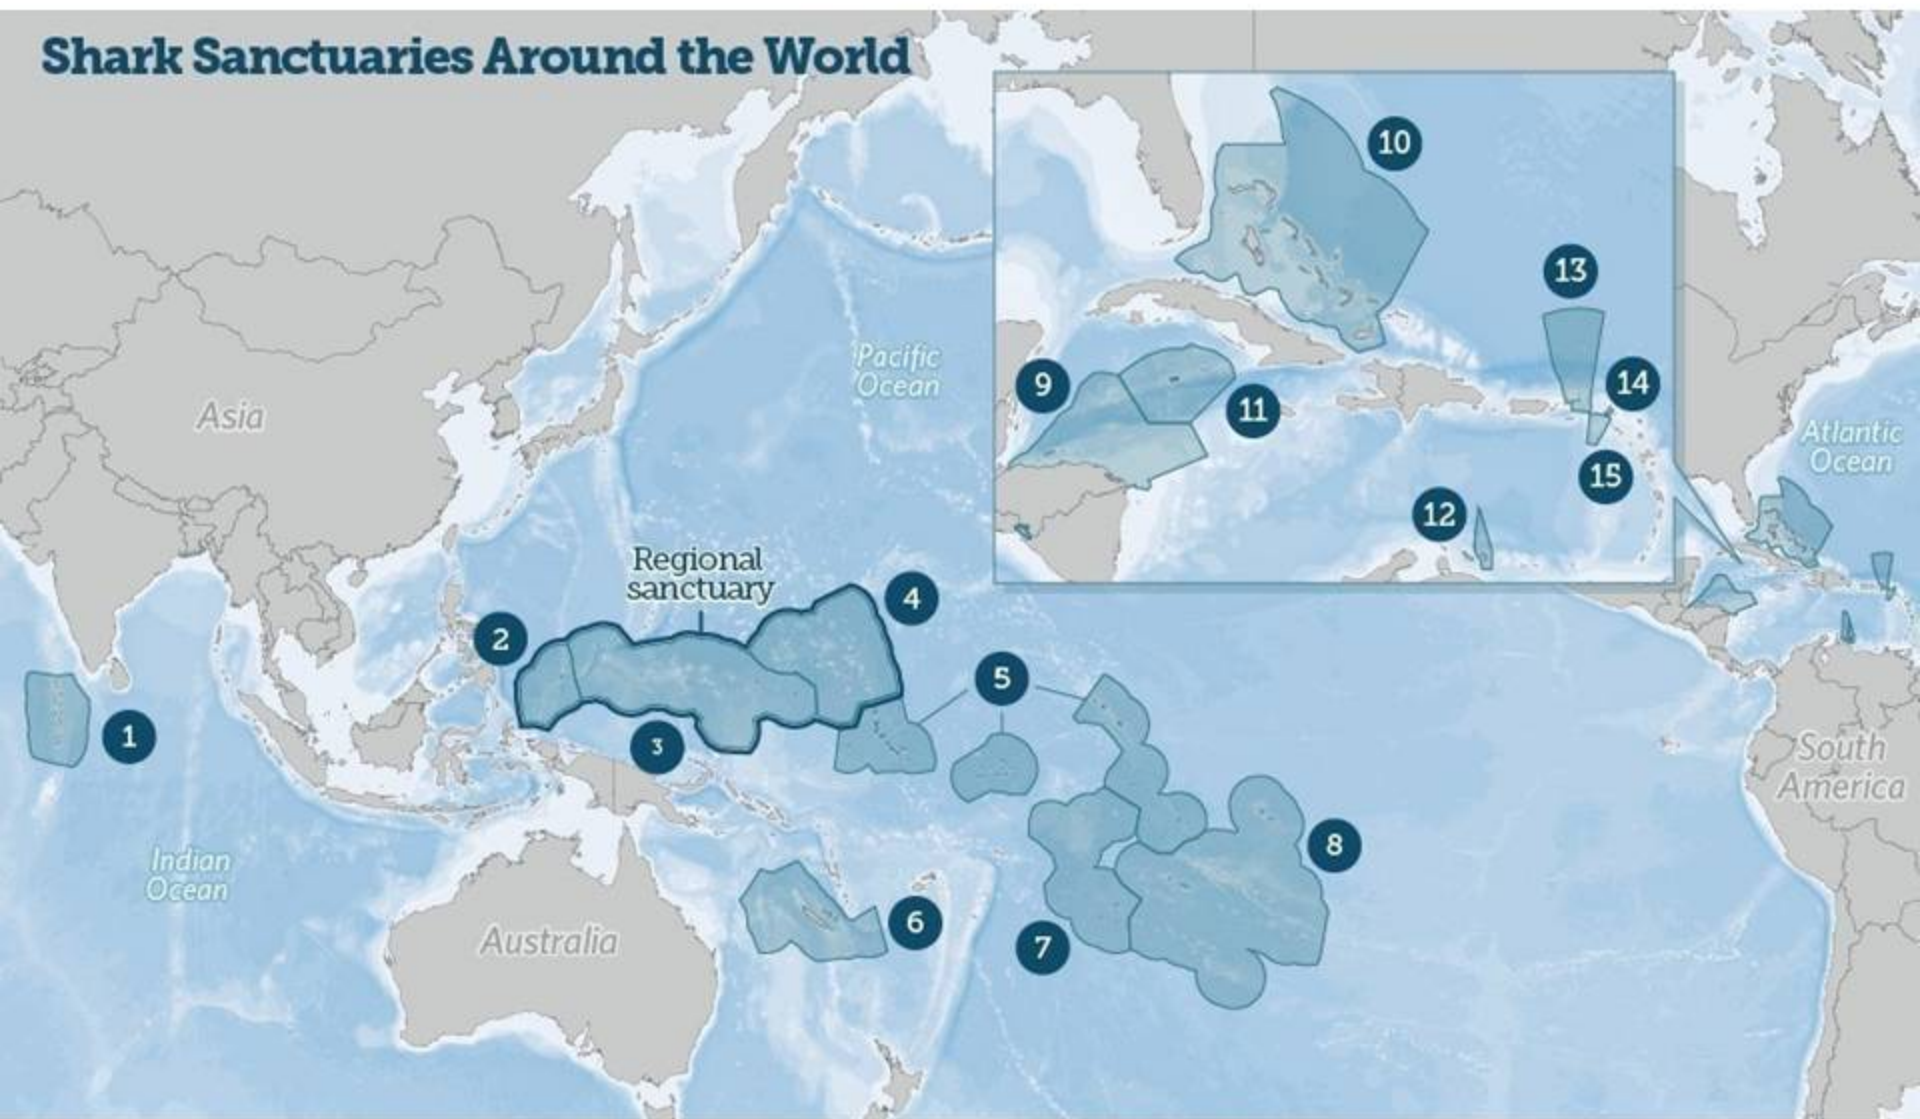 Shark Sanctuaries Around the World
10
13
Pacific
Ocean
9
14
11
Asia
Atlantic
Ocean
15
12
Regional
sanctuary
4
2
5
1
3
South
America
8
Indian
Ocean
6
Australia
7